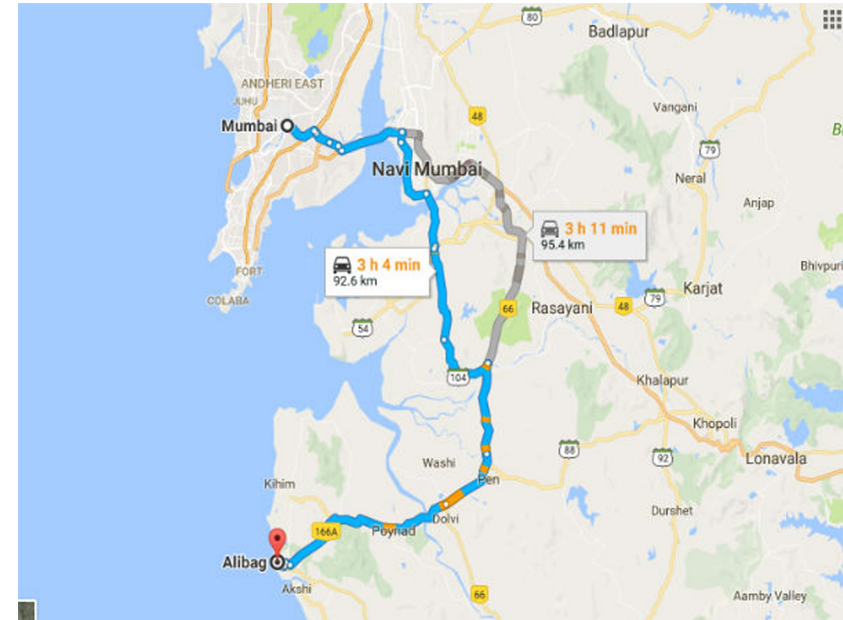 80
Badlapur
ANDHERI EAST
JUHU
Vangani
48
Mumbai
79
Navi Mumbai
Neral
Anjap
3 h 11 min
95.4 km
3 h 4 min
92.6 km
Bhivpuri
FORT
COLABA
Karjat
79
48
66
Rasayani
54
104
Khalapur
Khopoli
88
92
Lonavala
Washi
Pen
Kihim
Dolvi
Durshet
166A
Poynad
Alibag
Akshi
66
Aamby Valley